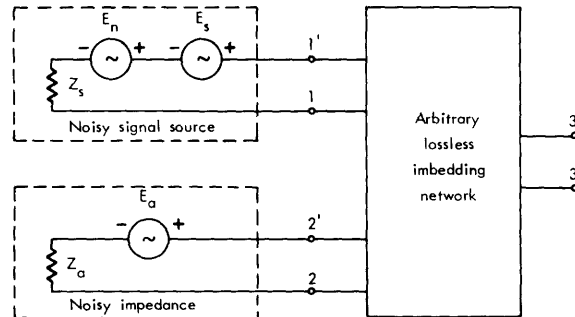 E_n
E_s
− + − +
~ ~
1'
Z_s
1
Noisy signal source
Arbitrary
lossless
imbedding
network
3
3
E_a
− +
~
2'
Z_a
2
Noisy impedance